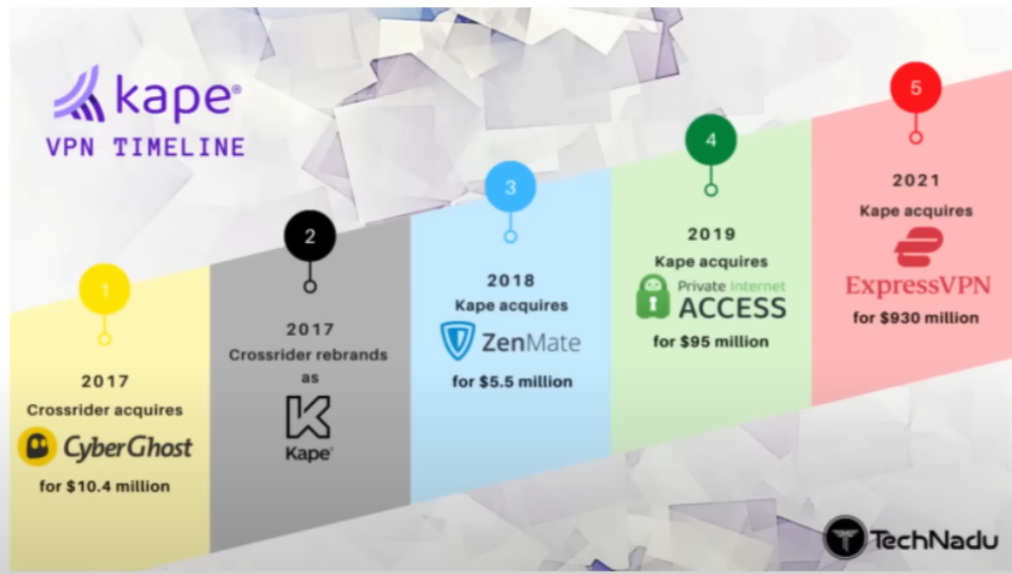 kape®
VPN TIMELINE
1
2017
Crossrider acquires
CyberGhost
for $10.4 million
2
2017
Crossrider rebrands
as
Kape®
3
2018
Kape acquires
ZenMate
for $5.5 million
4
2019
Kape acquires
Private Internet
ACCESS
for $95 million
5
2021
Kape acquires
ExpressVPN
for $930 million
TechNadu